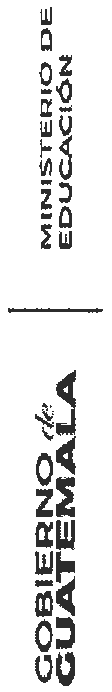 GOBIERNO de
GUATEMALA
MINISTERIO DE
EDUCACIÓN